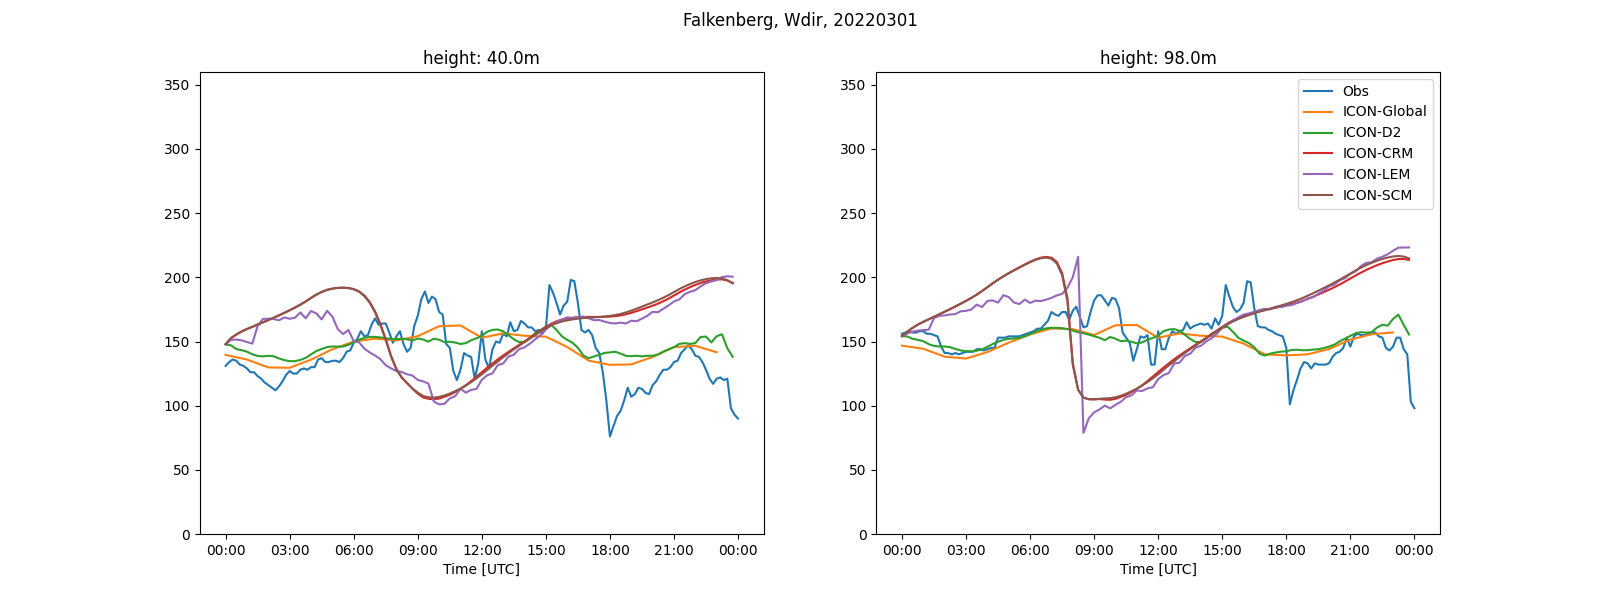 Falkenberg, Wdir, 20220301
height: 40.0m
350
300
250
200
150
100
50
0
00:00 03:00 06:00 09:00 12:00 15:00 18:00 21:00 00:00
Time [UTC]
height: 98.0m
350
300
250
200
150
100
50
0
00:00 03:00 06:00 09:00 12:00 15:00 18:00 21:00 00:00
Time [UTC]
Obs
ICON-Global
ICON-D2
ICON-CRM
ICON-LEM
ICON-SCM